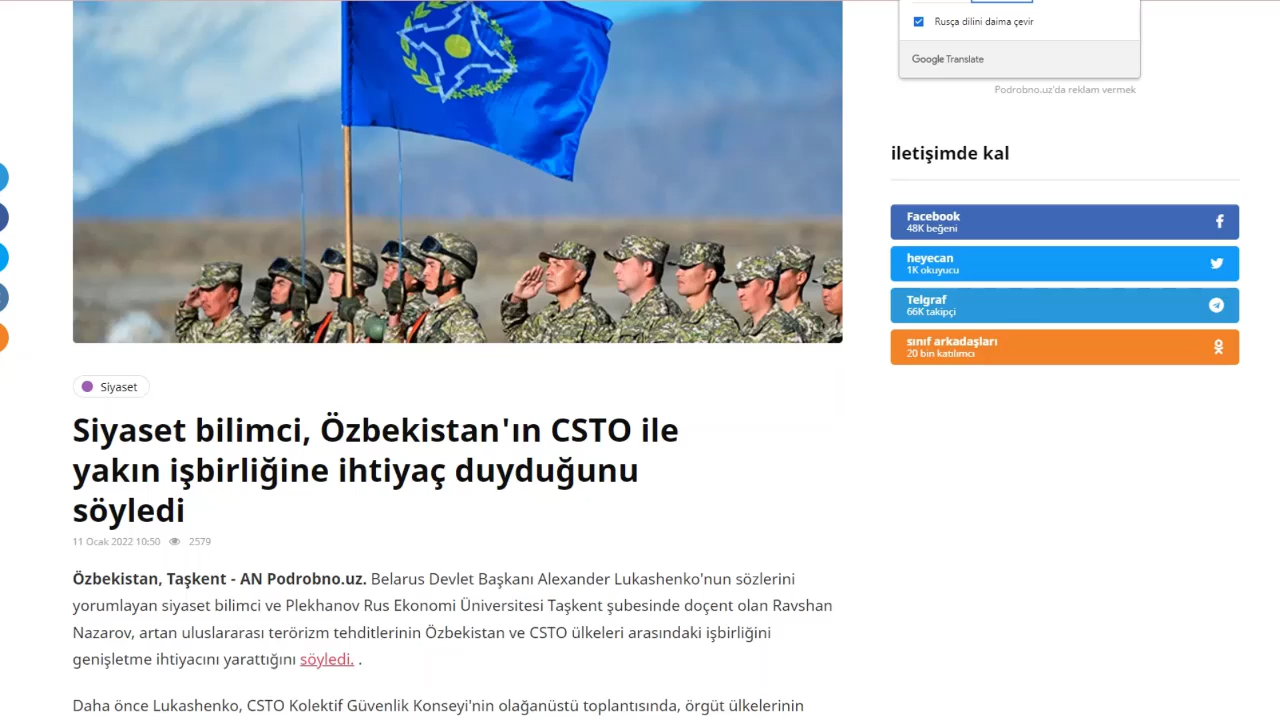 Rusça dilini daima çevir
Google Translate
Podrobno.uz'da reklam vermek
iletişimde kal
Facebook
48K beğeni
heyecan
1K okuyucu
Telgraf
66K takipçi
sınıf arkadaşları
20 bin katılımcı
Siyaset
Siyaset bilimci, Özbekistan'ın CSTO ile
yakın işbirliğine ihtiyaç duyduğunu
söyledi
11 Ocak 2022 10:50 2579
Özbekistan, Taşkent - AN Podrobno.uz. Belarus Devlet Başkanı Alexander Lukashenko'nun sözlerini
yorumlayan siyaset bilimci ve Plekhanov Rus Ekonomi Üniversitesi Taşkent şubesinde doçent olan Ravshan
Nazarov, artan uluslararası terörizm tehditlerinin Özbekistan ve CSTO ülkeleri arasındaki işbirliğini
genişletme ihtiyacını yarattığını söyledi. .
Daha önce Lukashenko, CSTO Kolektif Güvenlik Konseyi'nin olağanüstü toplantısında, örgüt ülkelerinin